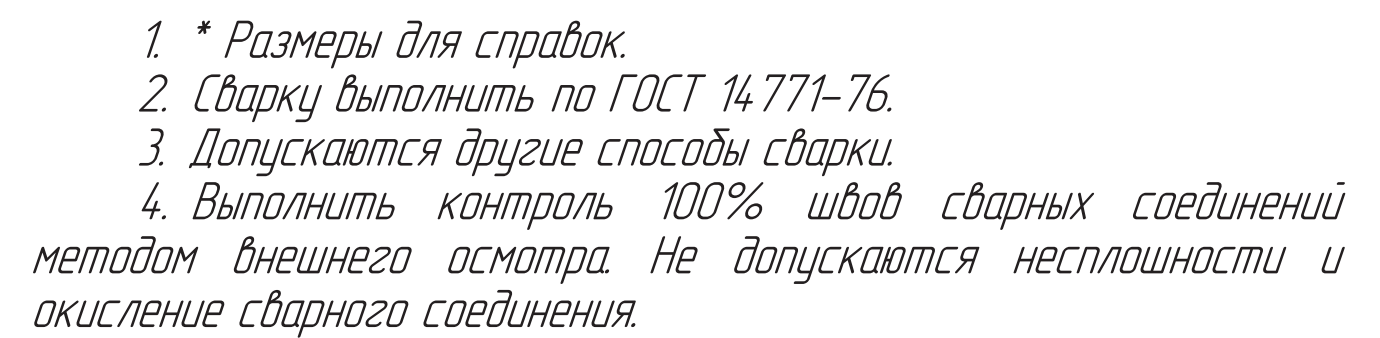 1. * Размеры для справок.
2. Сварку выполнить по ГОСТ 14771-76.
3. Допускаются другие способы сварки.
4. Выполнить контроль 100% швов сварных соединений
методом внешнего осмотра. Не допускаются несплошности и
окисление сварного соединения.